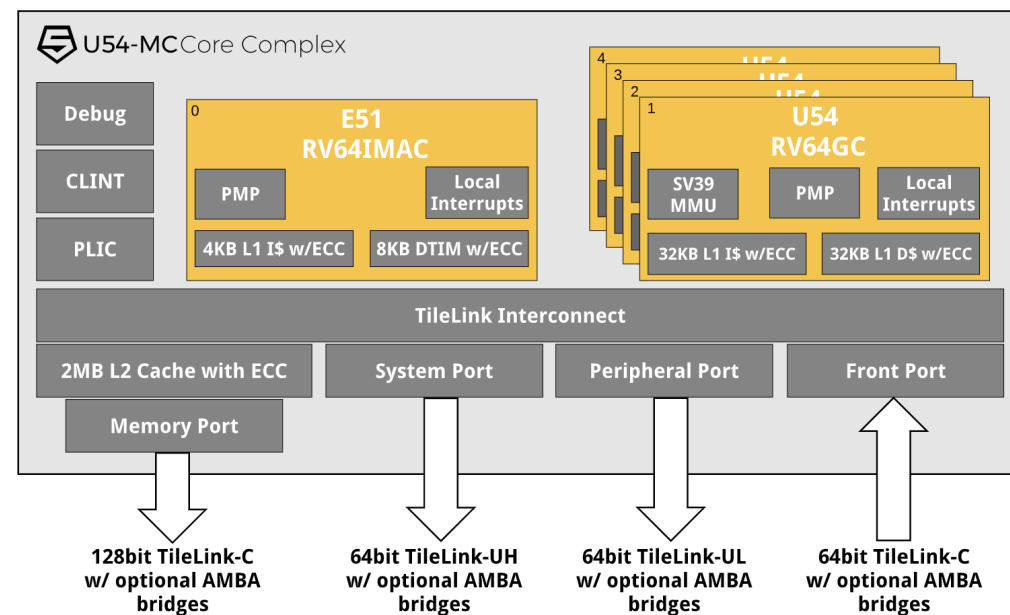 U54-MC Core Complex
Debug
CLINT
PLIC
0
E51
RV64IMAC
PMP
Local
Interrupts
4KB L1 I$ w/ECC
8KB DTIM w/ECC
4
U54
3
U54
2
U54
1
U54
RV64GC
SV39
MMU
PMP
Local
Interrupts
32KB L1 I$ w/ECC
32KB L1 D$ w/ECC
TileLink Interconnect
2MB L2 Cache with ECC
System Port
Peripheral Port
Front Port
Memory Port
128bit TileLink-C
w/ optional AMBA
bridges
64bit TileLink-UH
w/ optional AMBA
bridges
64bit TileLink-UL
w/ optional AMBA
bridges
64bit TileLink-C
w/ optional AMBA
bridges